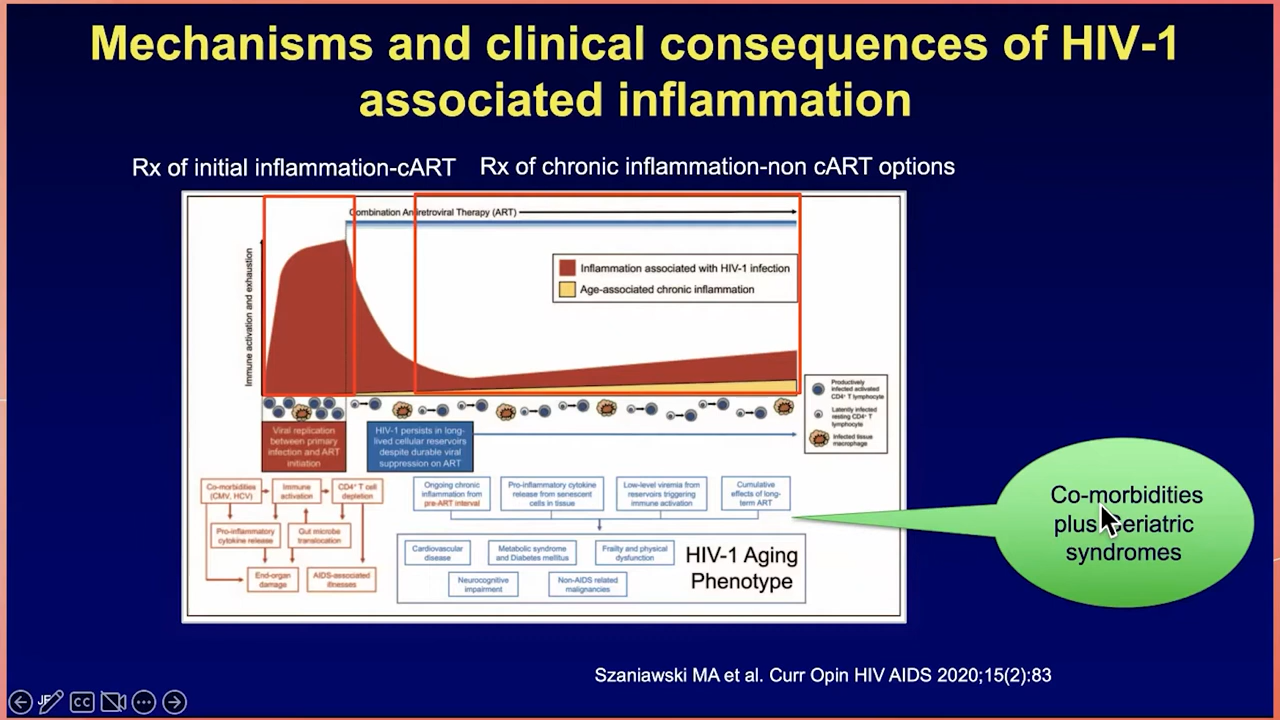 Mechanisms and clinical consequences of HIV-1
associated inflammation
Rx of initial inflammation-cART
Rx of chronic inflammation-non cART options
Combination Antiretroviral Therapy (ART)
Immune activation and exhaustion
Inflammation associated with HIV-1 infection
Age-associated chronic inflammation
Productively
infected activated
CD4⁺ T lymphocyte
Latently infected
resting CD4⁺ T
lymphocyte
Infected tissue
macrophage
Viral replication
between primary
infection and ART
initiation
HIV-1 persists in long-
lived cellular reservoirs
despite durable viral
suppression on ART
Co-morbidities
(CMV, HCV)
Immune
activation
CD4⁺ T cell
depletion
Pro-inflammatory
cytokine release
Gut microbe
translocation
End-organ
damage
AIDS-associated
illnesses
Ongoing chronic
inflammation from
pre-ART interval
Pro-inflammatory cytokine
release from senescent
cells in tissue
Low-level viremia from
reservoirs triggering
immune activation
Cumulative
effects of long-
term ART
Cardiovascular
disease
Metabolic syndrome
and Diabetes mellitus
Frailty and physical
dysfunction
Neurocognitive
impairment
Non-AIDS related
malignancies
HIV-1 Aging
Phenotype
Co-morbidities
plus Geriatric
syndromes
Szaniawski MA et al. Curr Opin HIV AIDS 2020;15(2):83
JF
CC